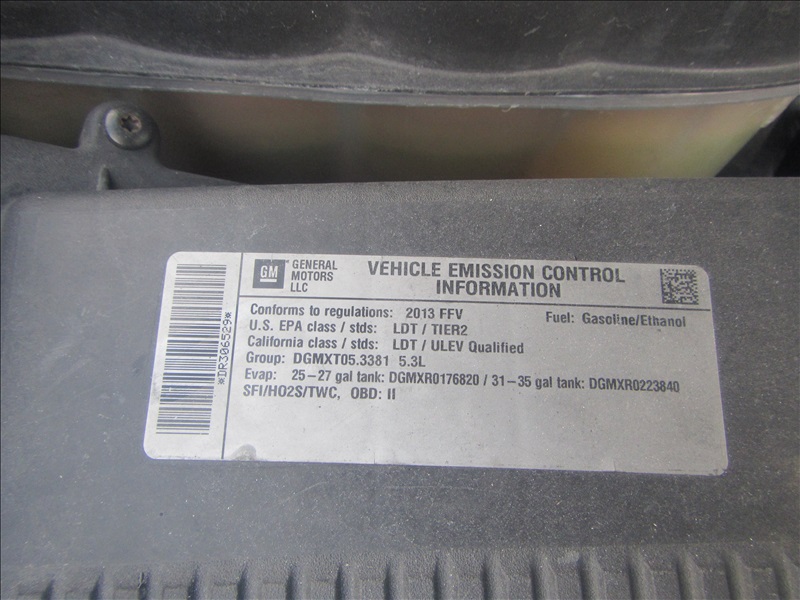 *DR306529*
GM GENERAL
MOTORS
LLC
VEHICLE EMISSION CONTROL
INFORMATION
Conforms to regulations: 2013 FFV Fuel: Gasoline/Ethanol
U.S. EPA class / stds: LDT / TIER2
California class / stds: LDT / ULEV Qualified
Group: DGMXT05.3381 5.3L
Evap: 25-27 gal tank: DGMXR0176820 / 31-35 gal tank: DGMXR0223840
SFI/HO2S/TWC, OBD: II